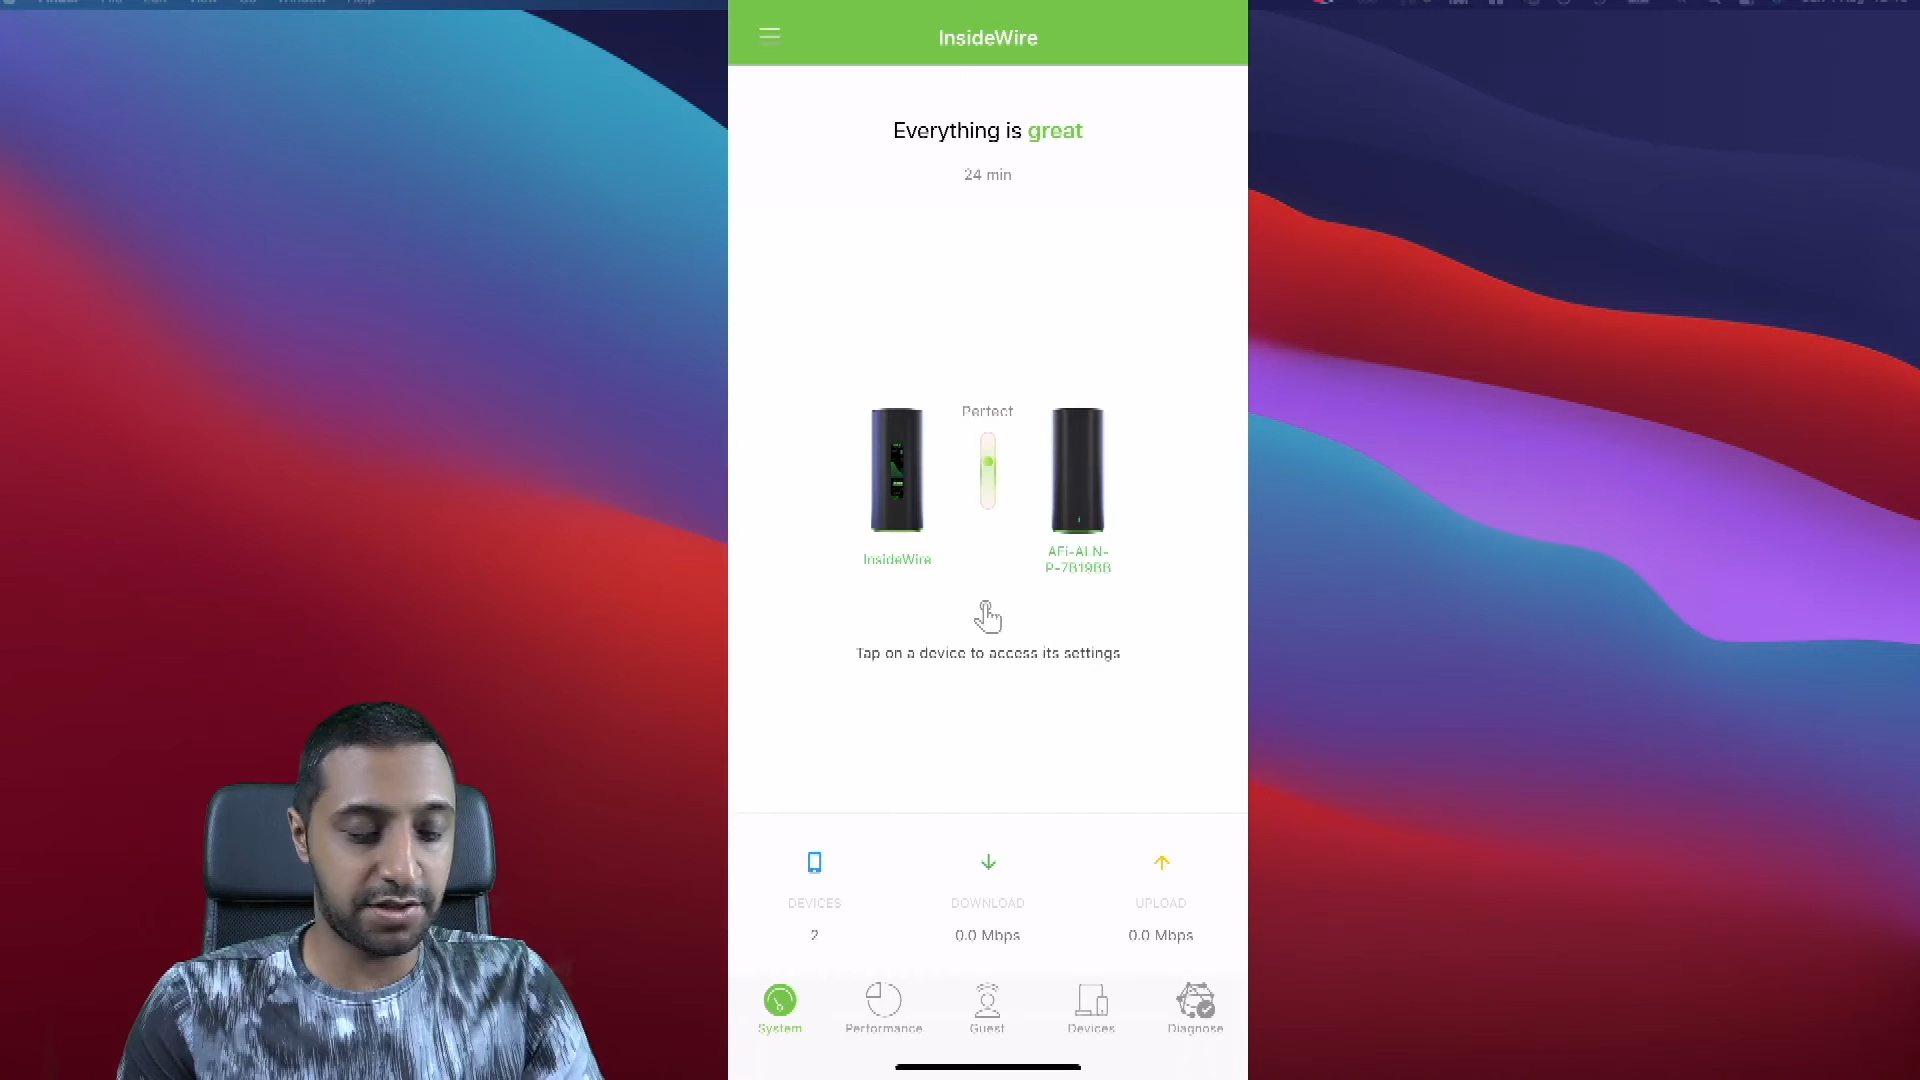 InsideWire
Everything is great
24 min
Perfect
InsideWire
AFi-ALN-
P-7B19BB
Tap on a device to access its settings
DEVICES
DOWNLOAD
UPLOAD
2
0.0 Mbps
0.0 Mbps
System
Performance
Guest
Devices
Diagnose